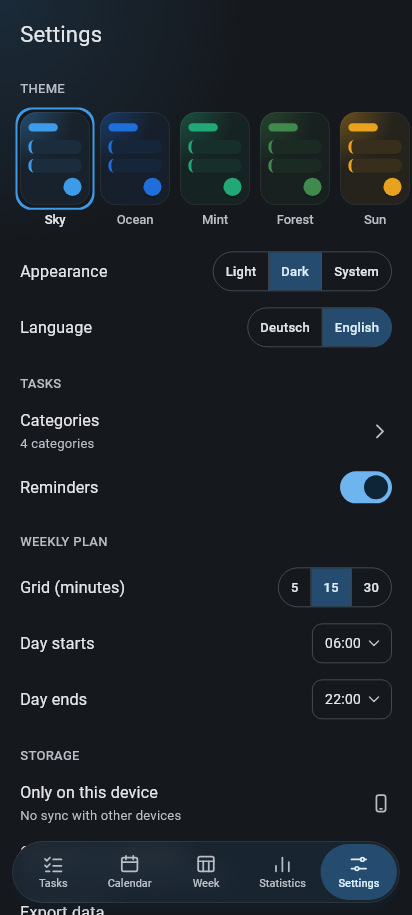 Settings
THEME
Sky
Ocean
Mint
Forest
Sun
Appearance
Light
Dark
System
Language
Deutsch
English
TASKS
Categories
4 categories
Reminders
WEEKLY PLAN
Grid (minutes)
5
15
30
Day starts
06:00
Day ends
22:00
STORAGE
Only on this device
No sync with other devices
Tasks
Calendar
Week
Statistics
Settings
Export data